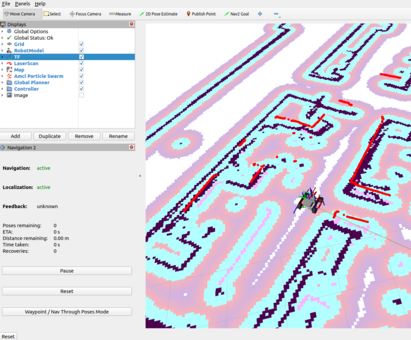 File Panels Help
Move Camera Select Focus Camera Measure 2D Pose Estimate Publish Point Nav2 Goal
Displays
Global Options
Global Status: Ok
Grid
RobotModel
TF
LaserScan
Map
Amcl Particle Swarm
Global Planner
Controller
Image
Add Duplicate Remove Rename
Navigation 2
Navigation: active
Localization: active
Feedback: unknown
Poses remaining: 0
ETA: 0 s
Distance remaining: 0.00 m
Time taken: 0 s
Recoveries: 0
Pause
Reset
Waypoint / Nav Through Poses Mode
Reset